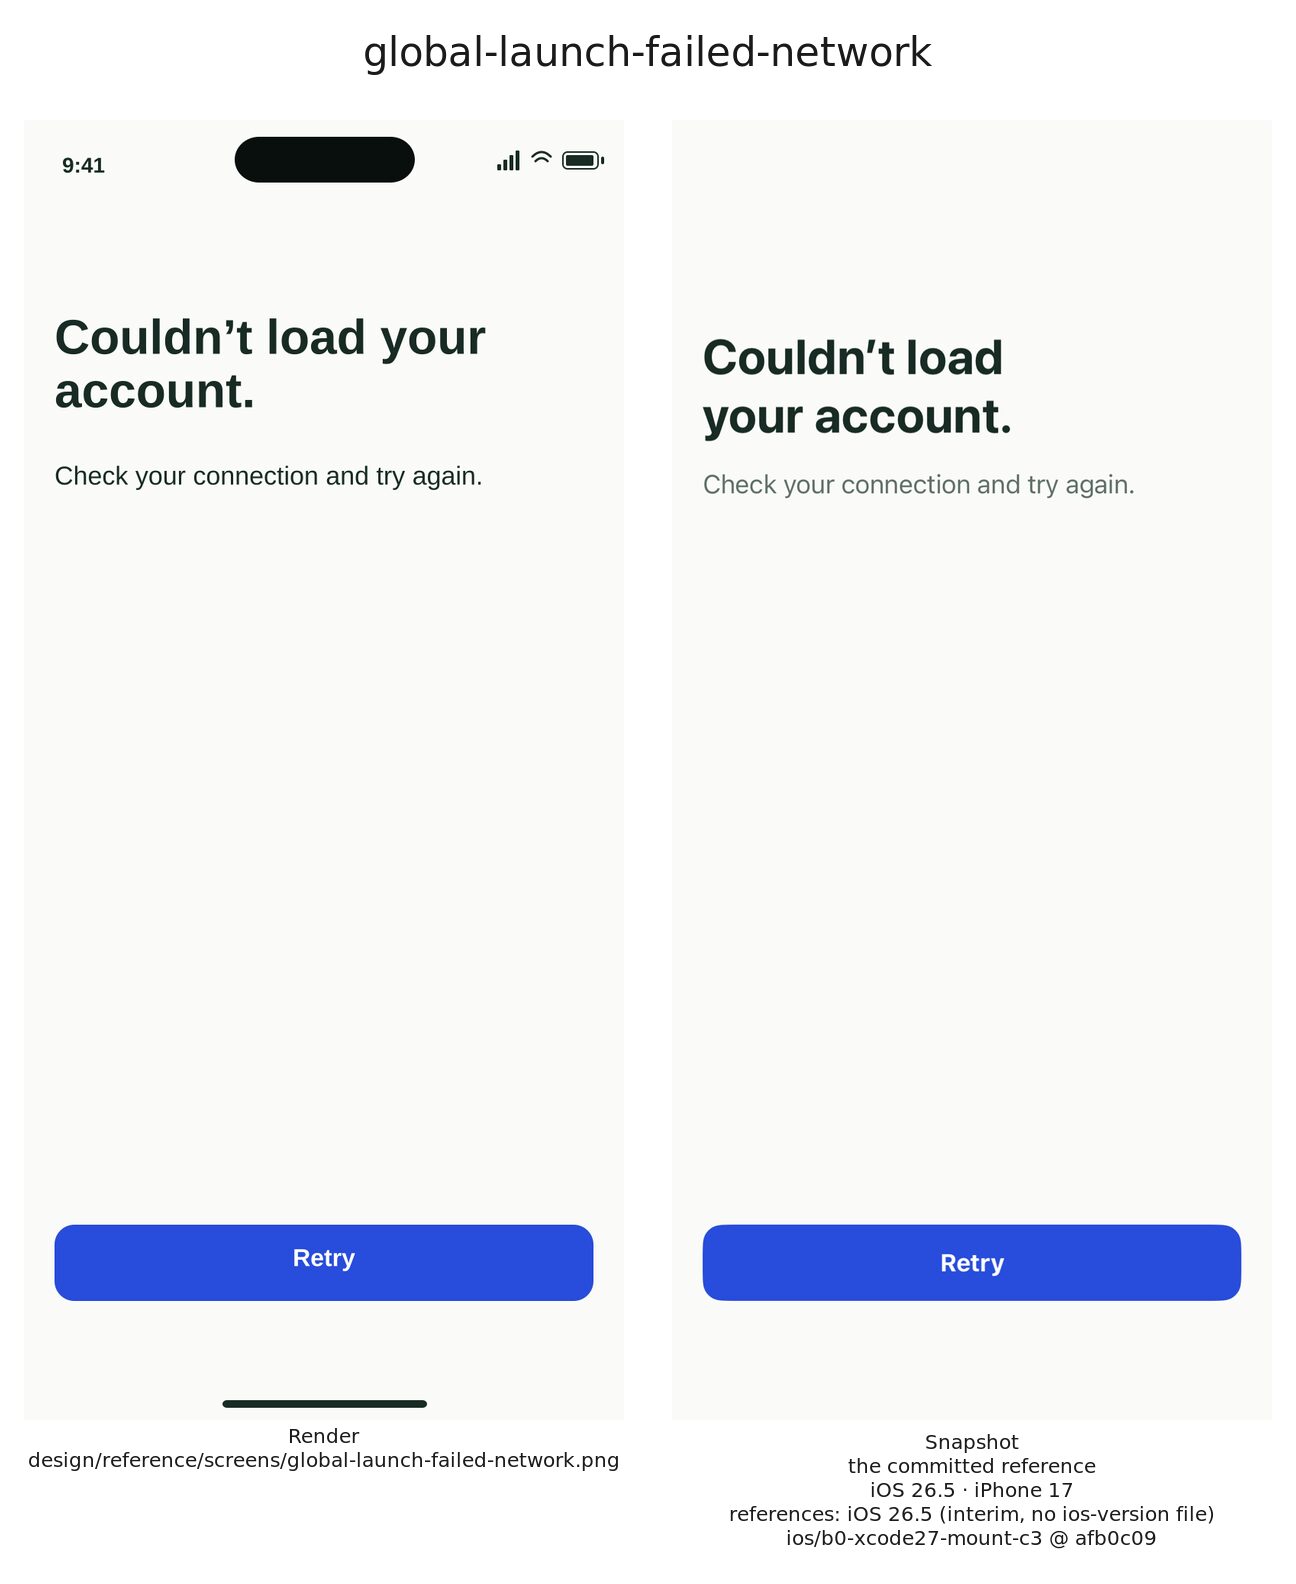 global-launch-failed-network
9:41
Couldn’t load your
account.
Check your connection and try again.
Retry
Render
design/reference/screens/global-launch-failed-network.png
Couldn’t load
your account.
Check your connection and try again.
Retry
Snapshot
the committed reference
iOS 26.5 · iPhone 17
references: iOS 26.5 (interim, no ios-version file)
ios/b0-xcode27-mount-c3 @ afb0c09